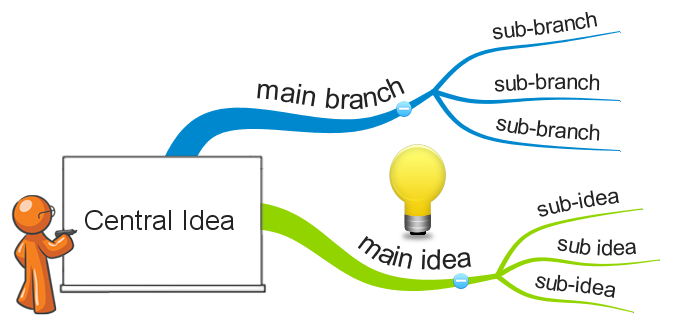 Central Idea
main branch
sub-branch
sub-branch
sub-branch
main idea
sub-idea
sub idea
sub-idea